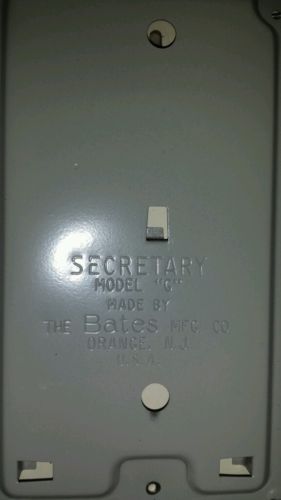 SECRETARY
MODEL "C"
MADE BY
THE Bates MFG CO
ORANGE, N.J.
U.S.A.